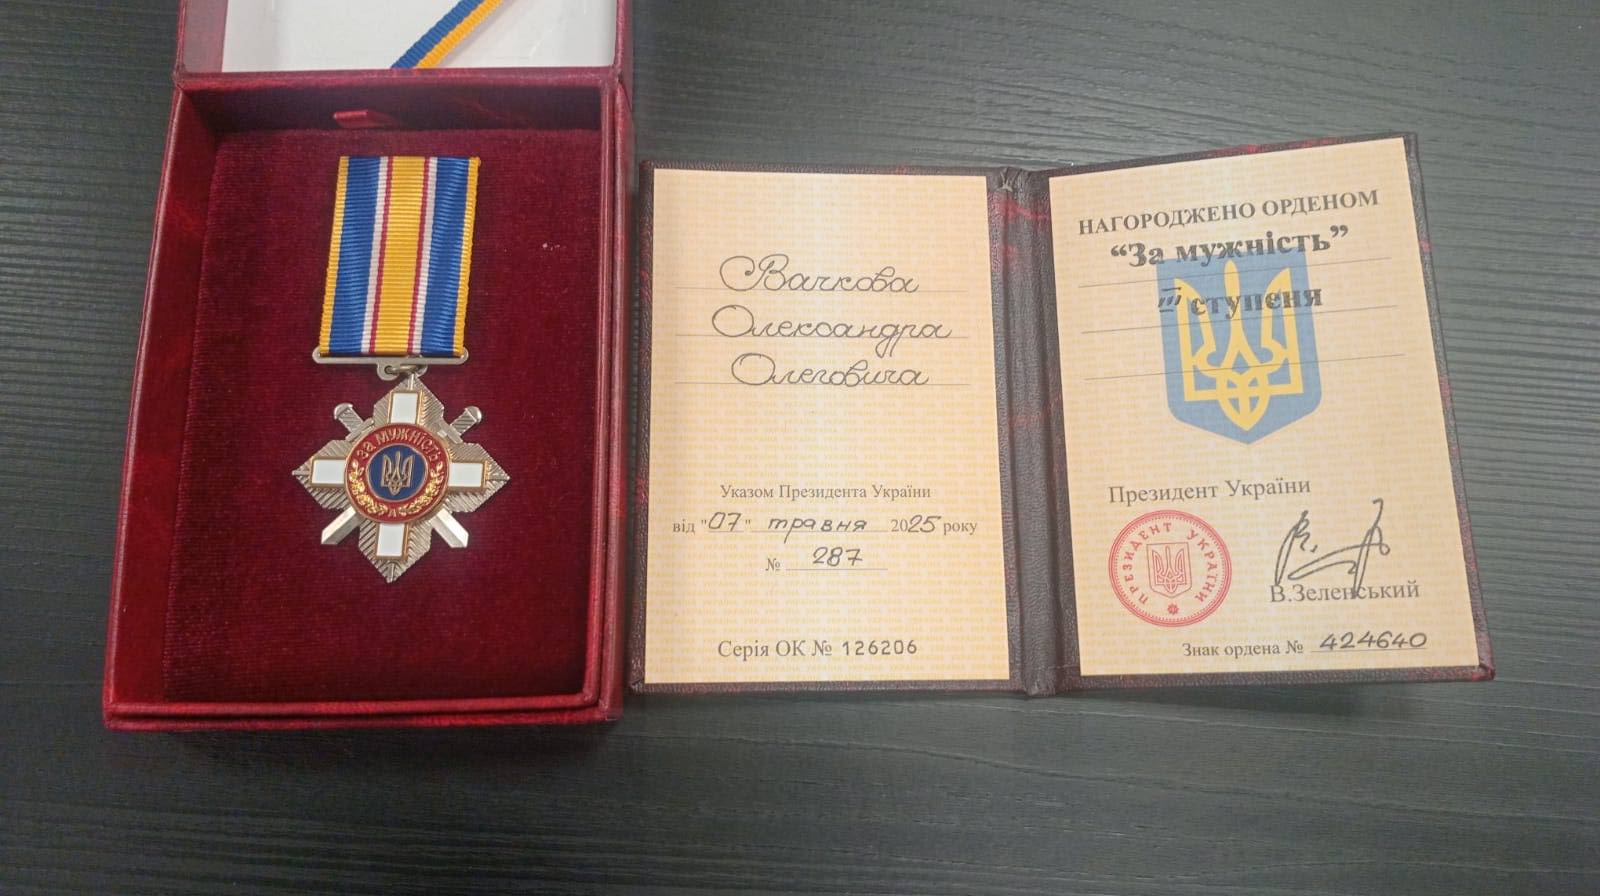 За мужність
Вачкова
Олександра
Олеговича
Указом Президента України
від "07" травня 2025 року
№ 287
Серія ОК № 126206
НАГОРОДЖЕНО ОРДЕНОМ
“За мужність”
III ступеня
Президент України
ПРЕЗИДЕНТ УКРАЇНИ
В.Зеленський
Знак ордена № 424640